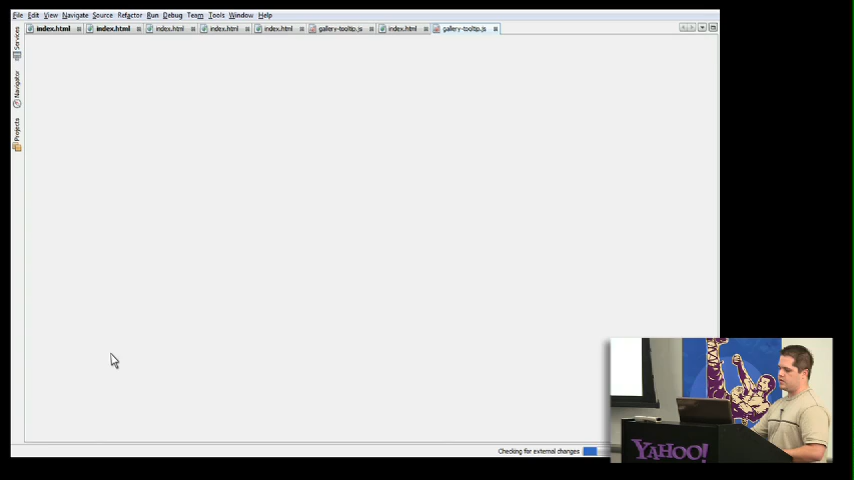 File Edit View Navigate Source Refactor Run Debug Team Tools Window Help
index.html index.html index.html index.html index.html gallery-tooltip.js index.html gallery-tooltip.js
Services
Navigator
Projects
Checking for external changes
YAHOO!